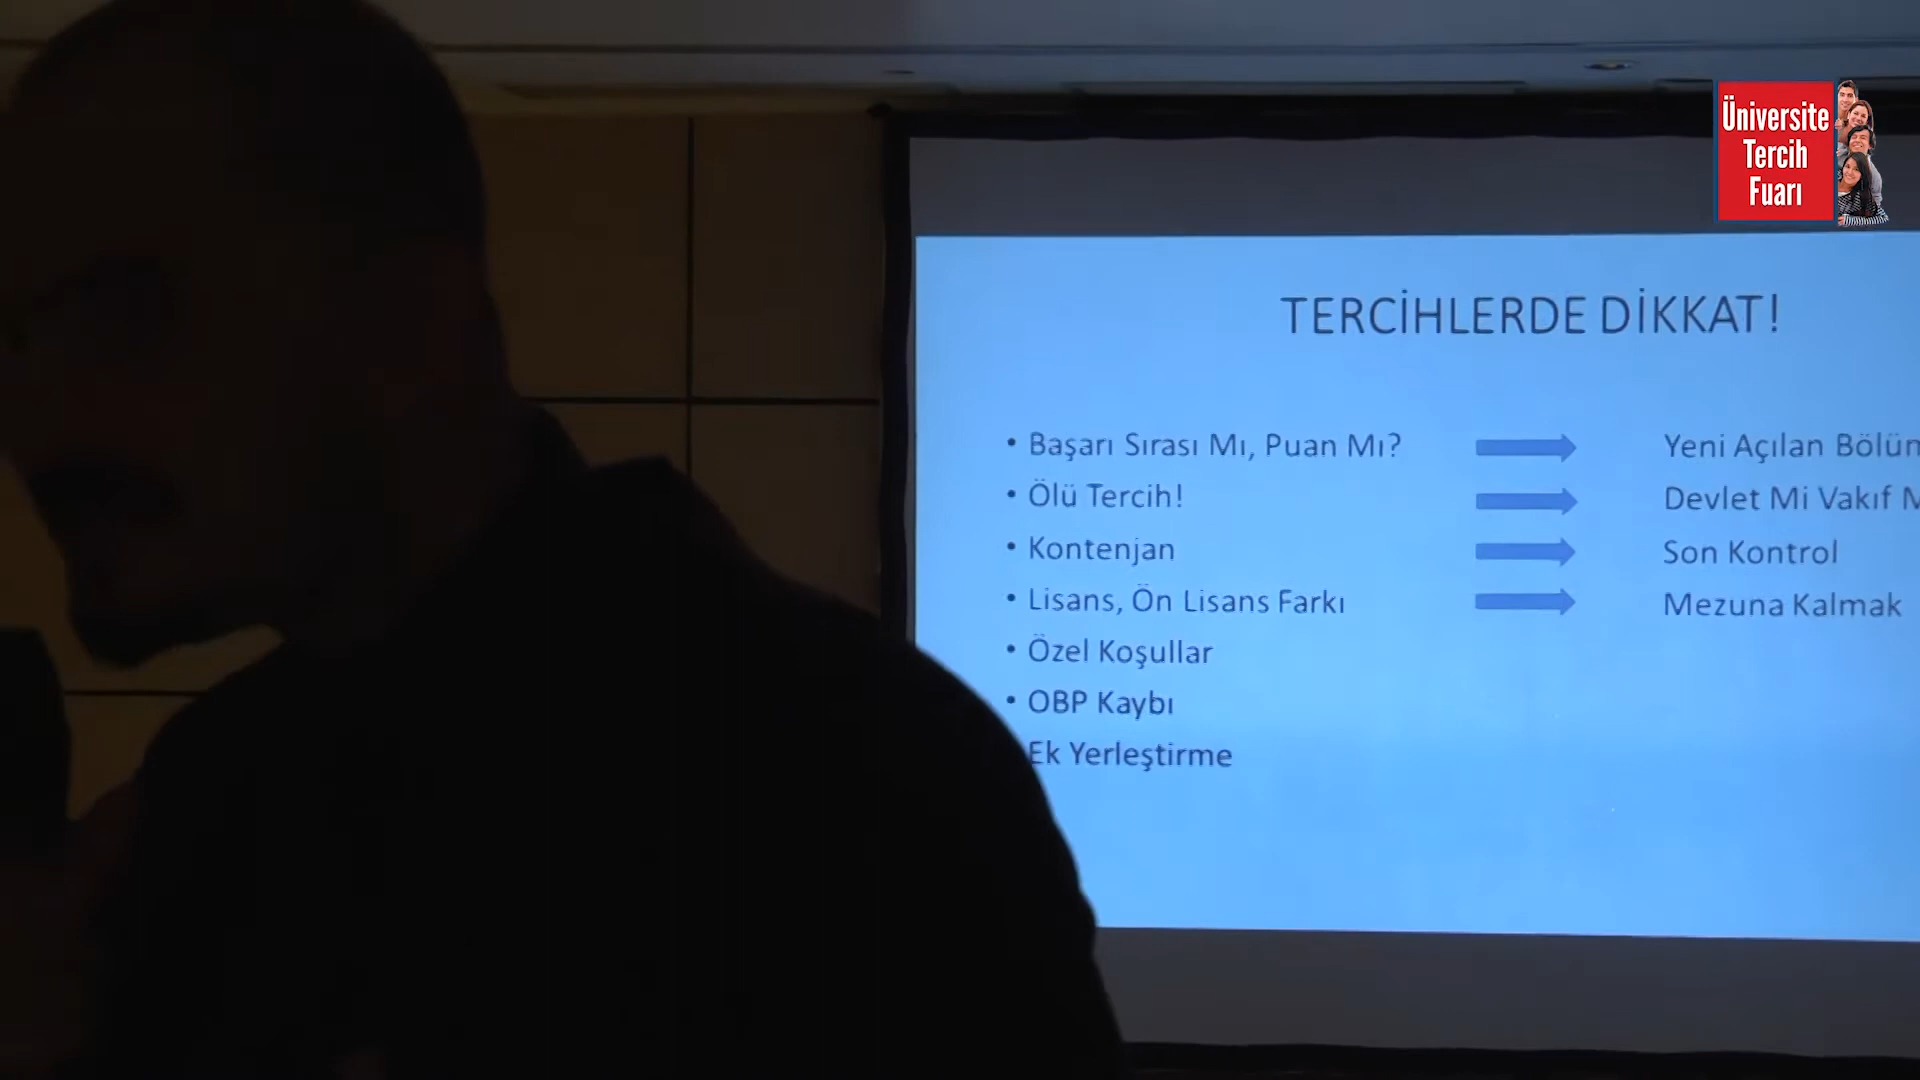 Üniversite
Tercih
Fuarı
TERCİHLERDE DİKKAT!
• Başarı Sırası Mı, Puan Mı?
• Ölü Tercih!
• Kontenjan
• Lisans, Ön Lisans Farkı
• Özel Koşullar
• OBP Kaybı
Ek Yerleştirme
Yeni Açılan
Devlet Mi Vakıf
Son Kontrol
Mezuna Kalmak